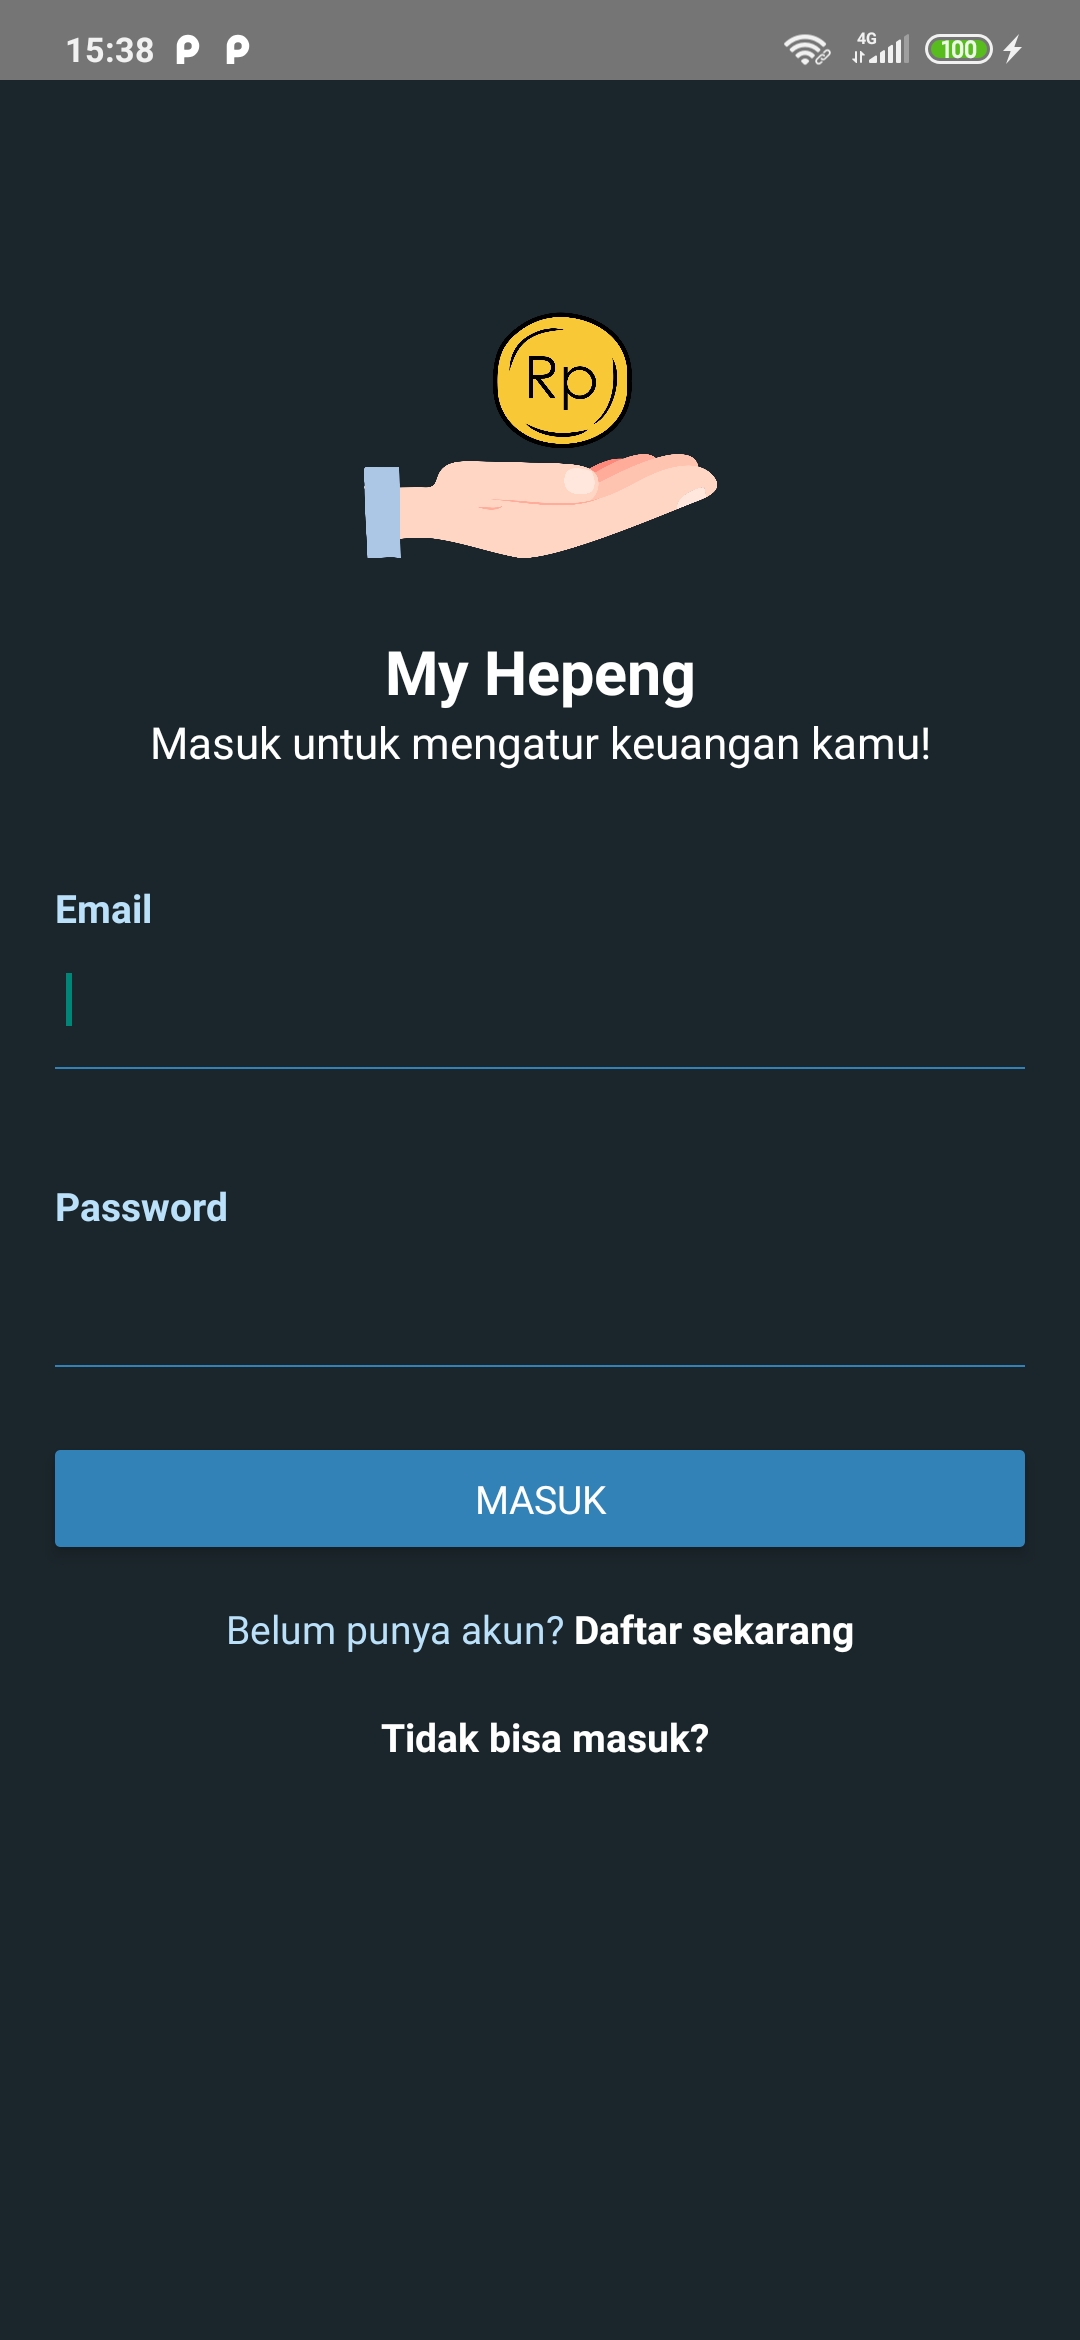 15:38
4G
100
Rp
My Hepeng
Masuk untuk mengatur keuangan kamu!
Email
Password
MASUK
Belum punya akun? Daftar sekarang
Tidak bisa masuk?